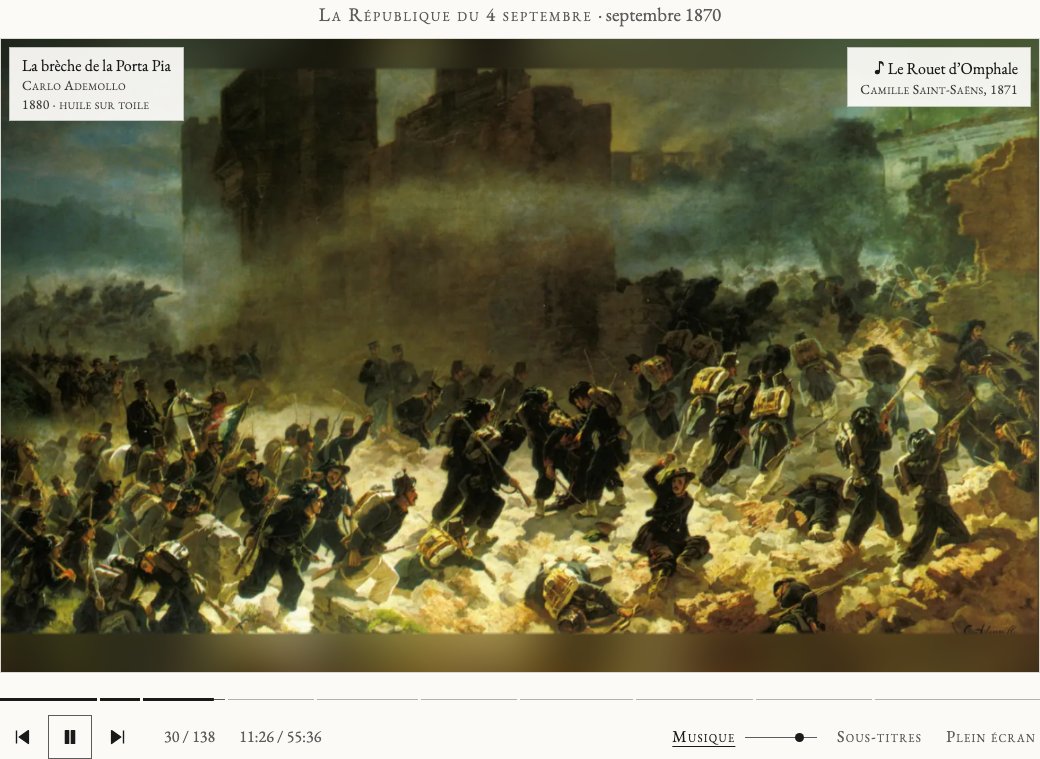 La République du 4 septembre · septembre 1870
La brèche de la Porta Pia
Carlo Ademollo
1880 · huile sur toile
♪ Le Rouet d’Omphale
Camille Saint-Saëns, 1871
30 / 138 11:26 / 55:36 Musique Sous-titres Plein écran